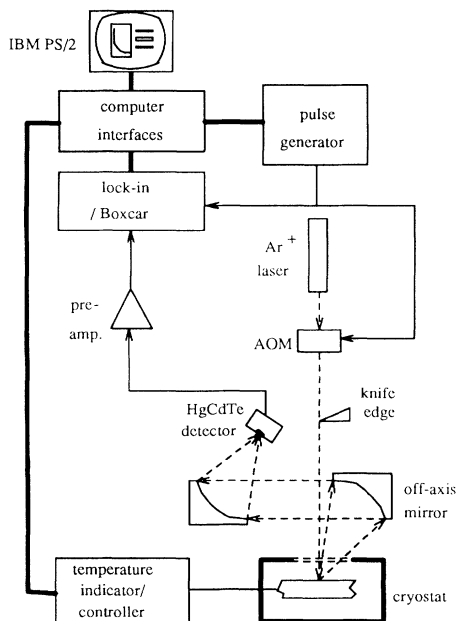 IBM PS/2
computer
interfaces
pulse
generator
lock-in
/ Boxcar
Ar +
laser
pre-
amp.
AOM
knife
edge
HgCdTe
detector
off-axis
mirror
temperature
indicator/
controller
cryostat